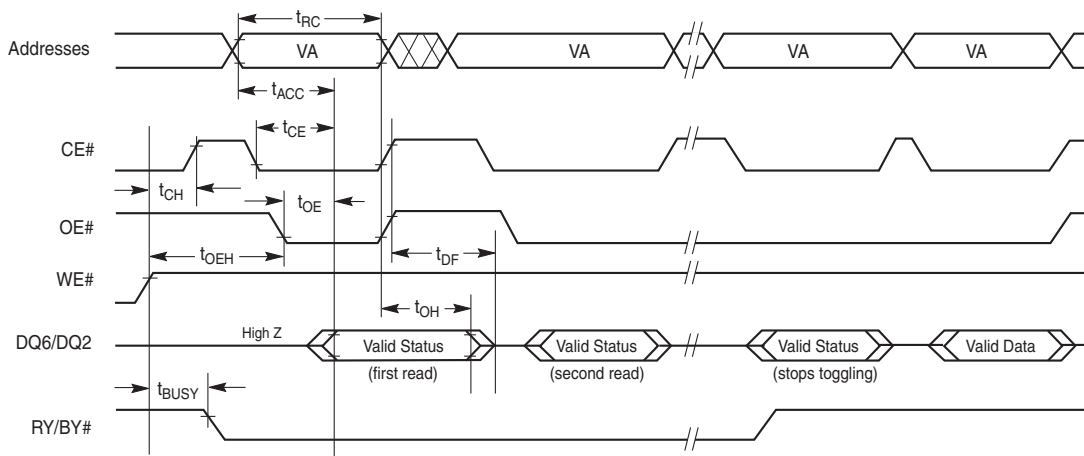 tRC
Addresses VA VA VA VA
tACC
tCE
CE#
tCH
tOE
OE#
tOEH
tDF
WE#
tOH
High Z
DQ6/DQ2 Valid Status Valid Status Valid Status Valid Data
(first read) (second read) (stops toggling)
tBUSY
RY/BY#